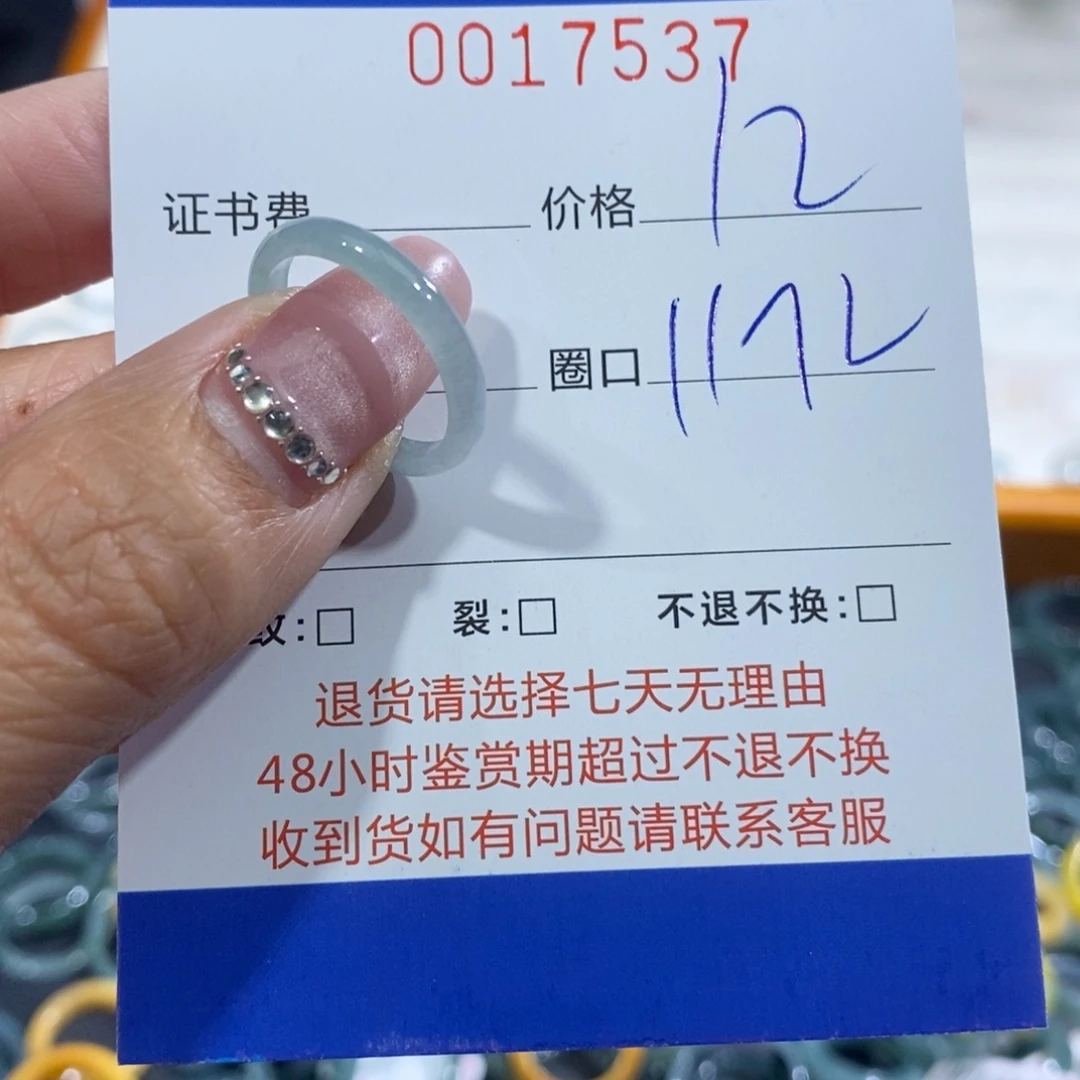 0017537
证书费 价格 12
圈口
纹:□ 裂:□ 不退不换:□
退货请选择七天无理由
48小时鉴赏期超过不退不换
收到货如有问题请联系客服